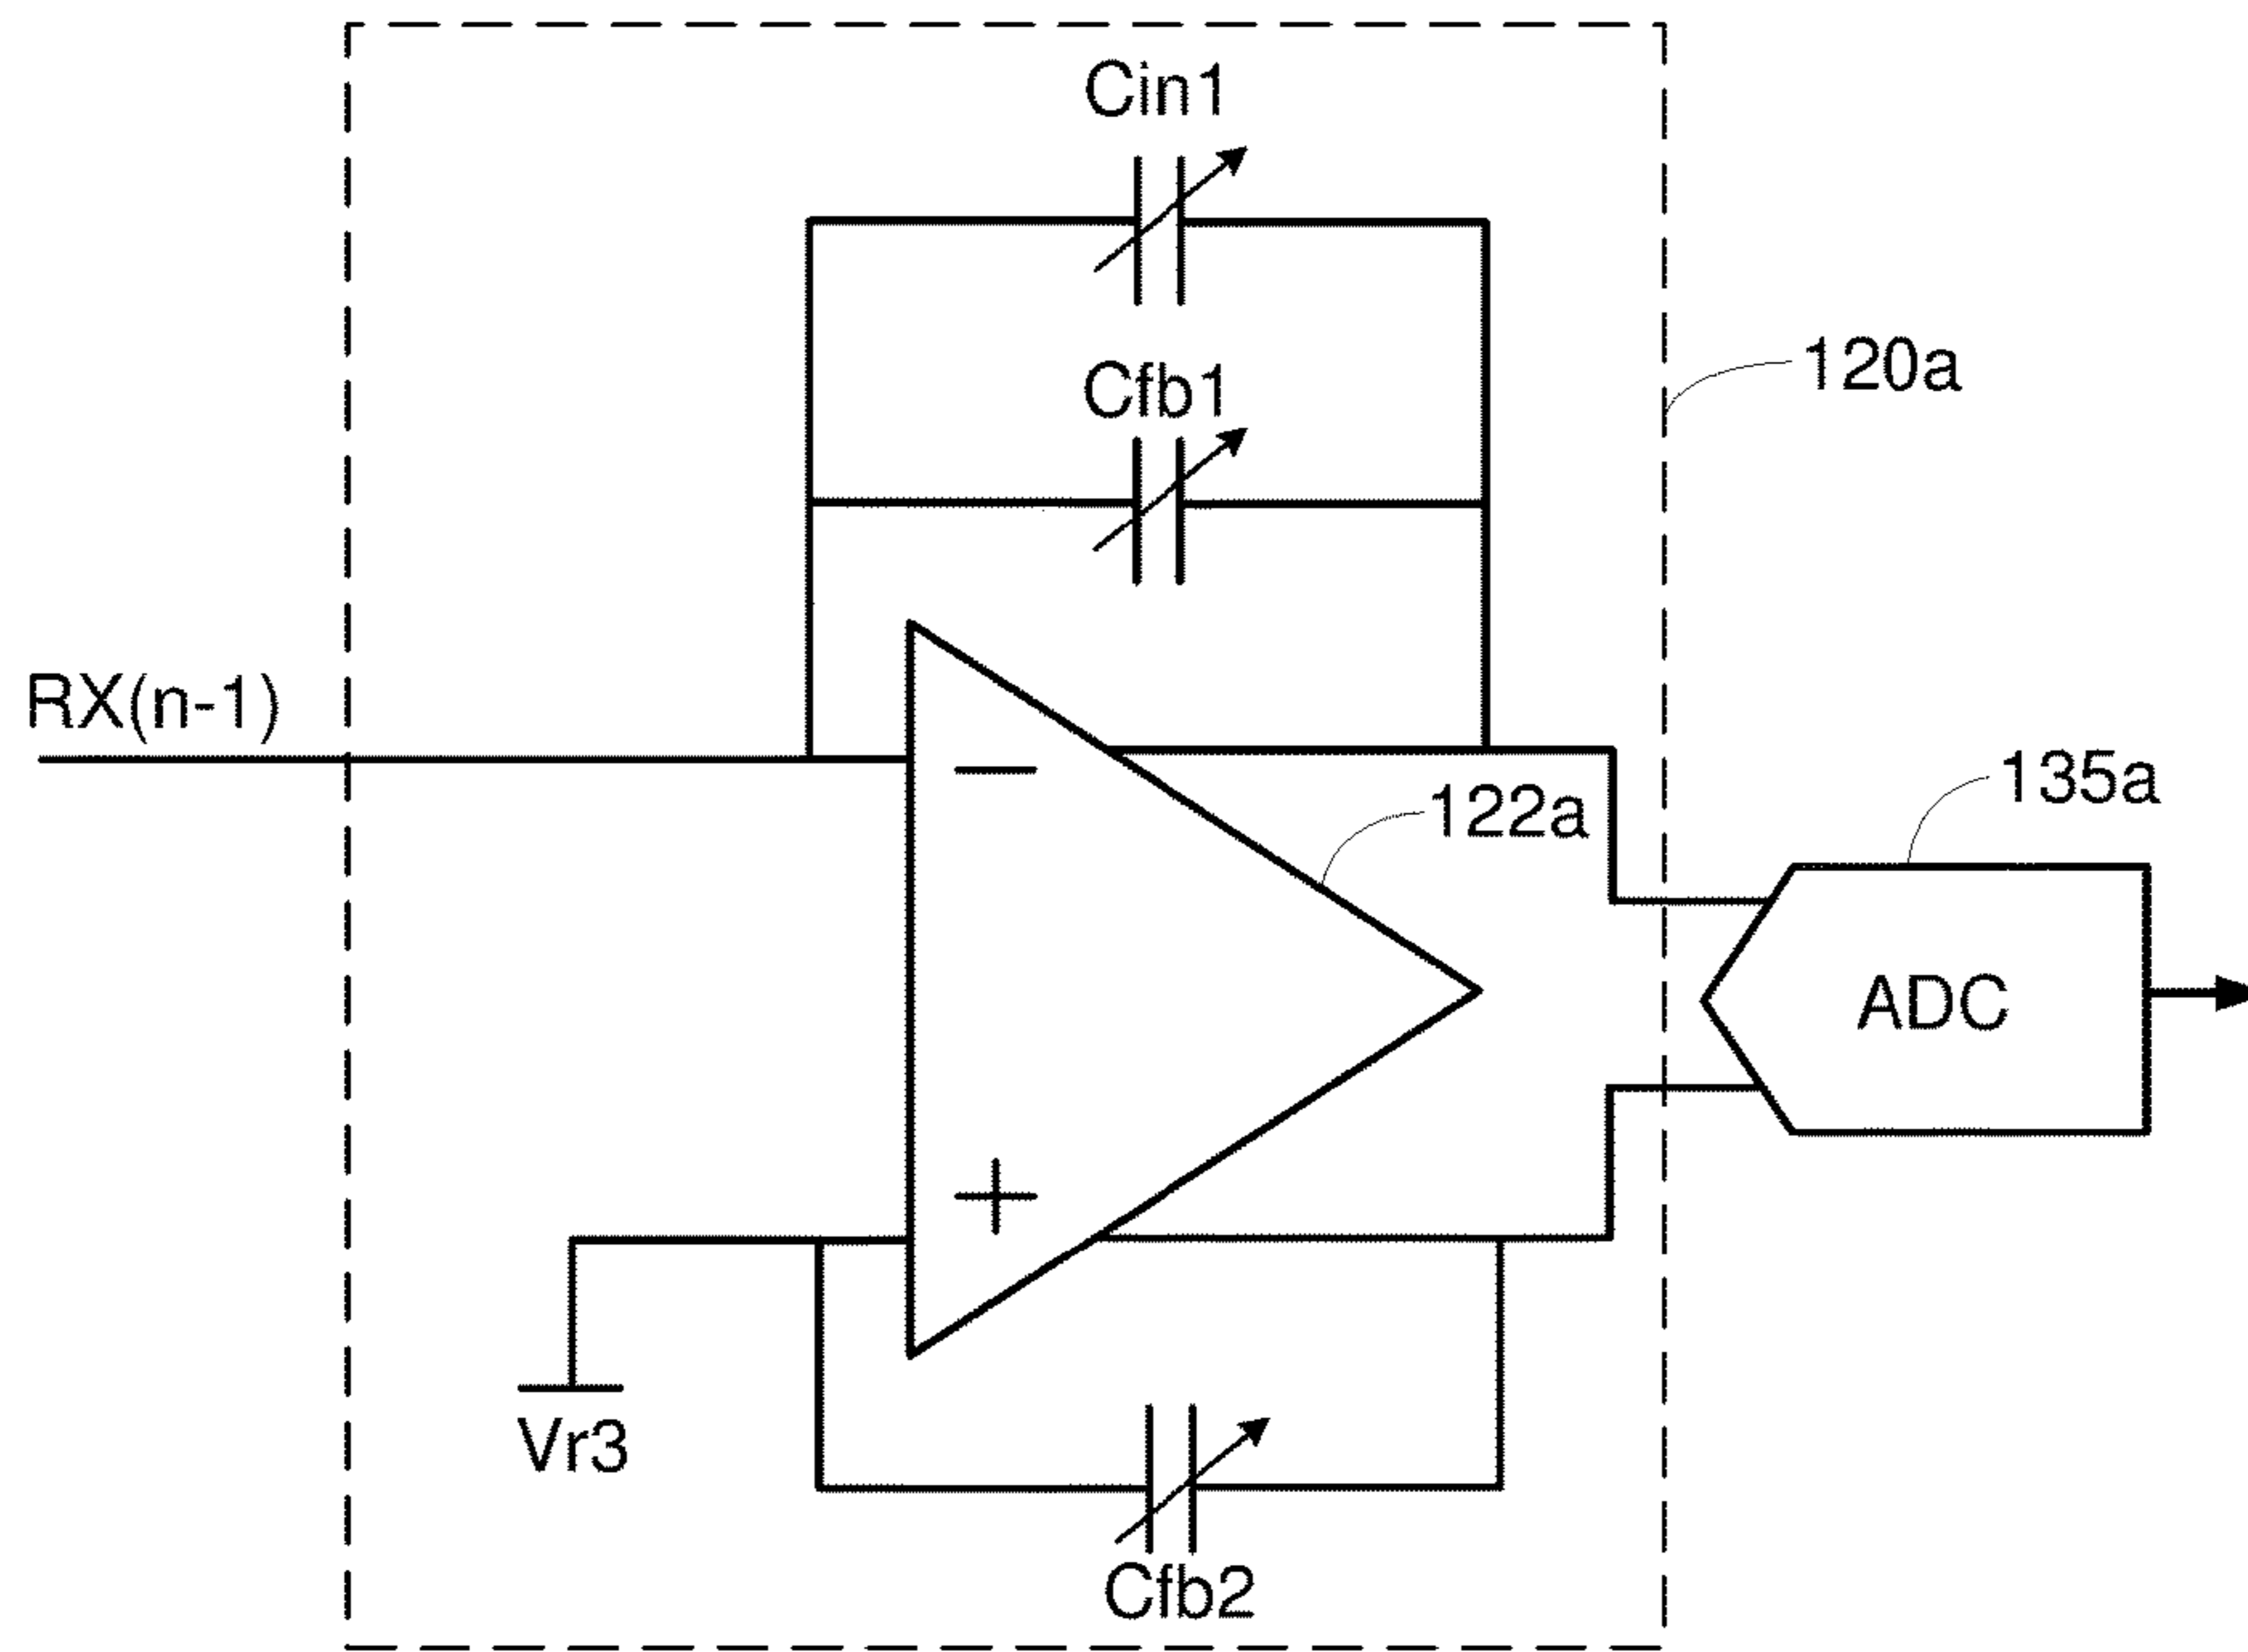 Cin1
Cfb1
120a
RX(n-1)
135a
122a
ADC
Vr3
Cfb2